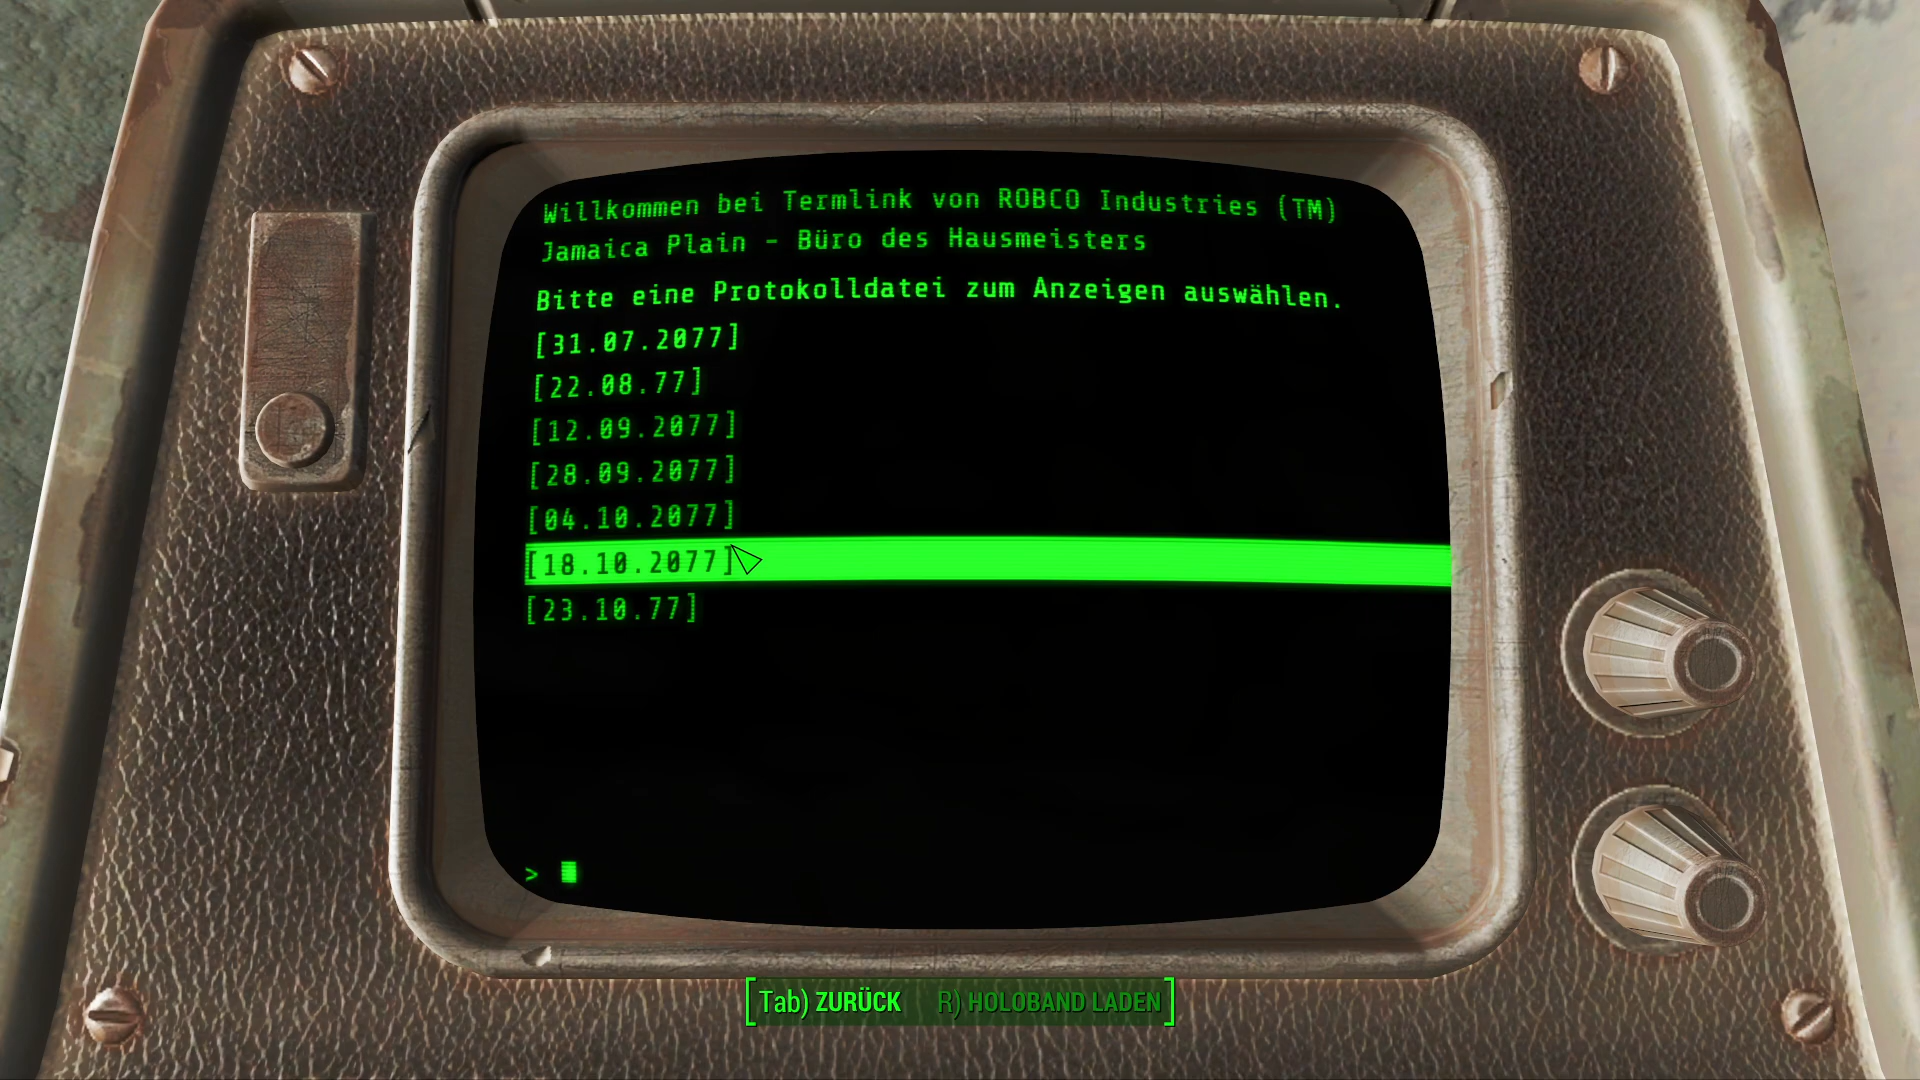 Willkommen bei Termlink von ROBCO Industries (TM)
Jamaica Plain - Büro des Hausmeisters
Bitte eine Protokolldatei zum Anzeigen auswählen.
[31.07.2077]
[22.08.77]
[12.09.2077]
[28.09.2077]
[04.10.2077]
[18.10.2077]
[23.10.77]
>
[Tab) ZURÜCK R) HOLOBAND LADEN]